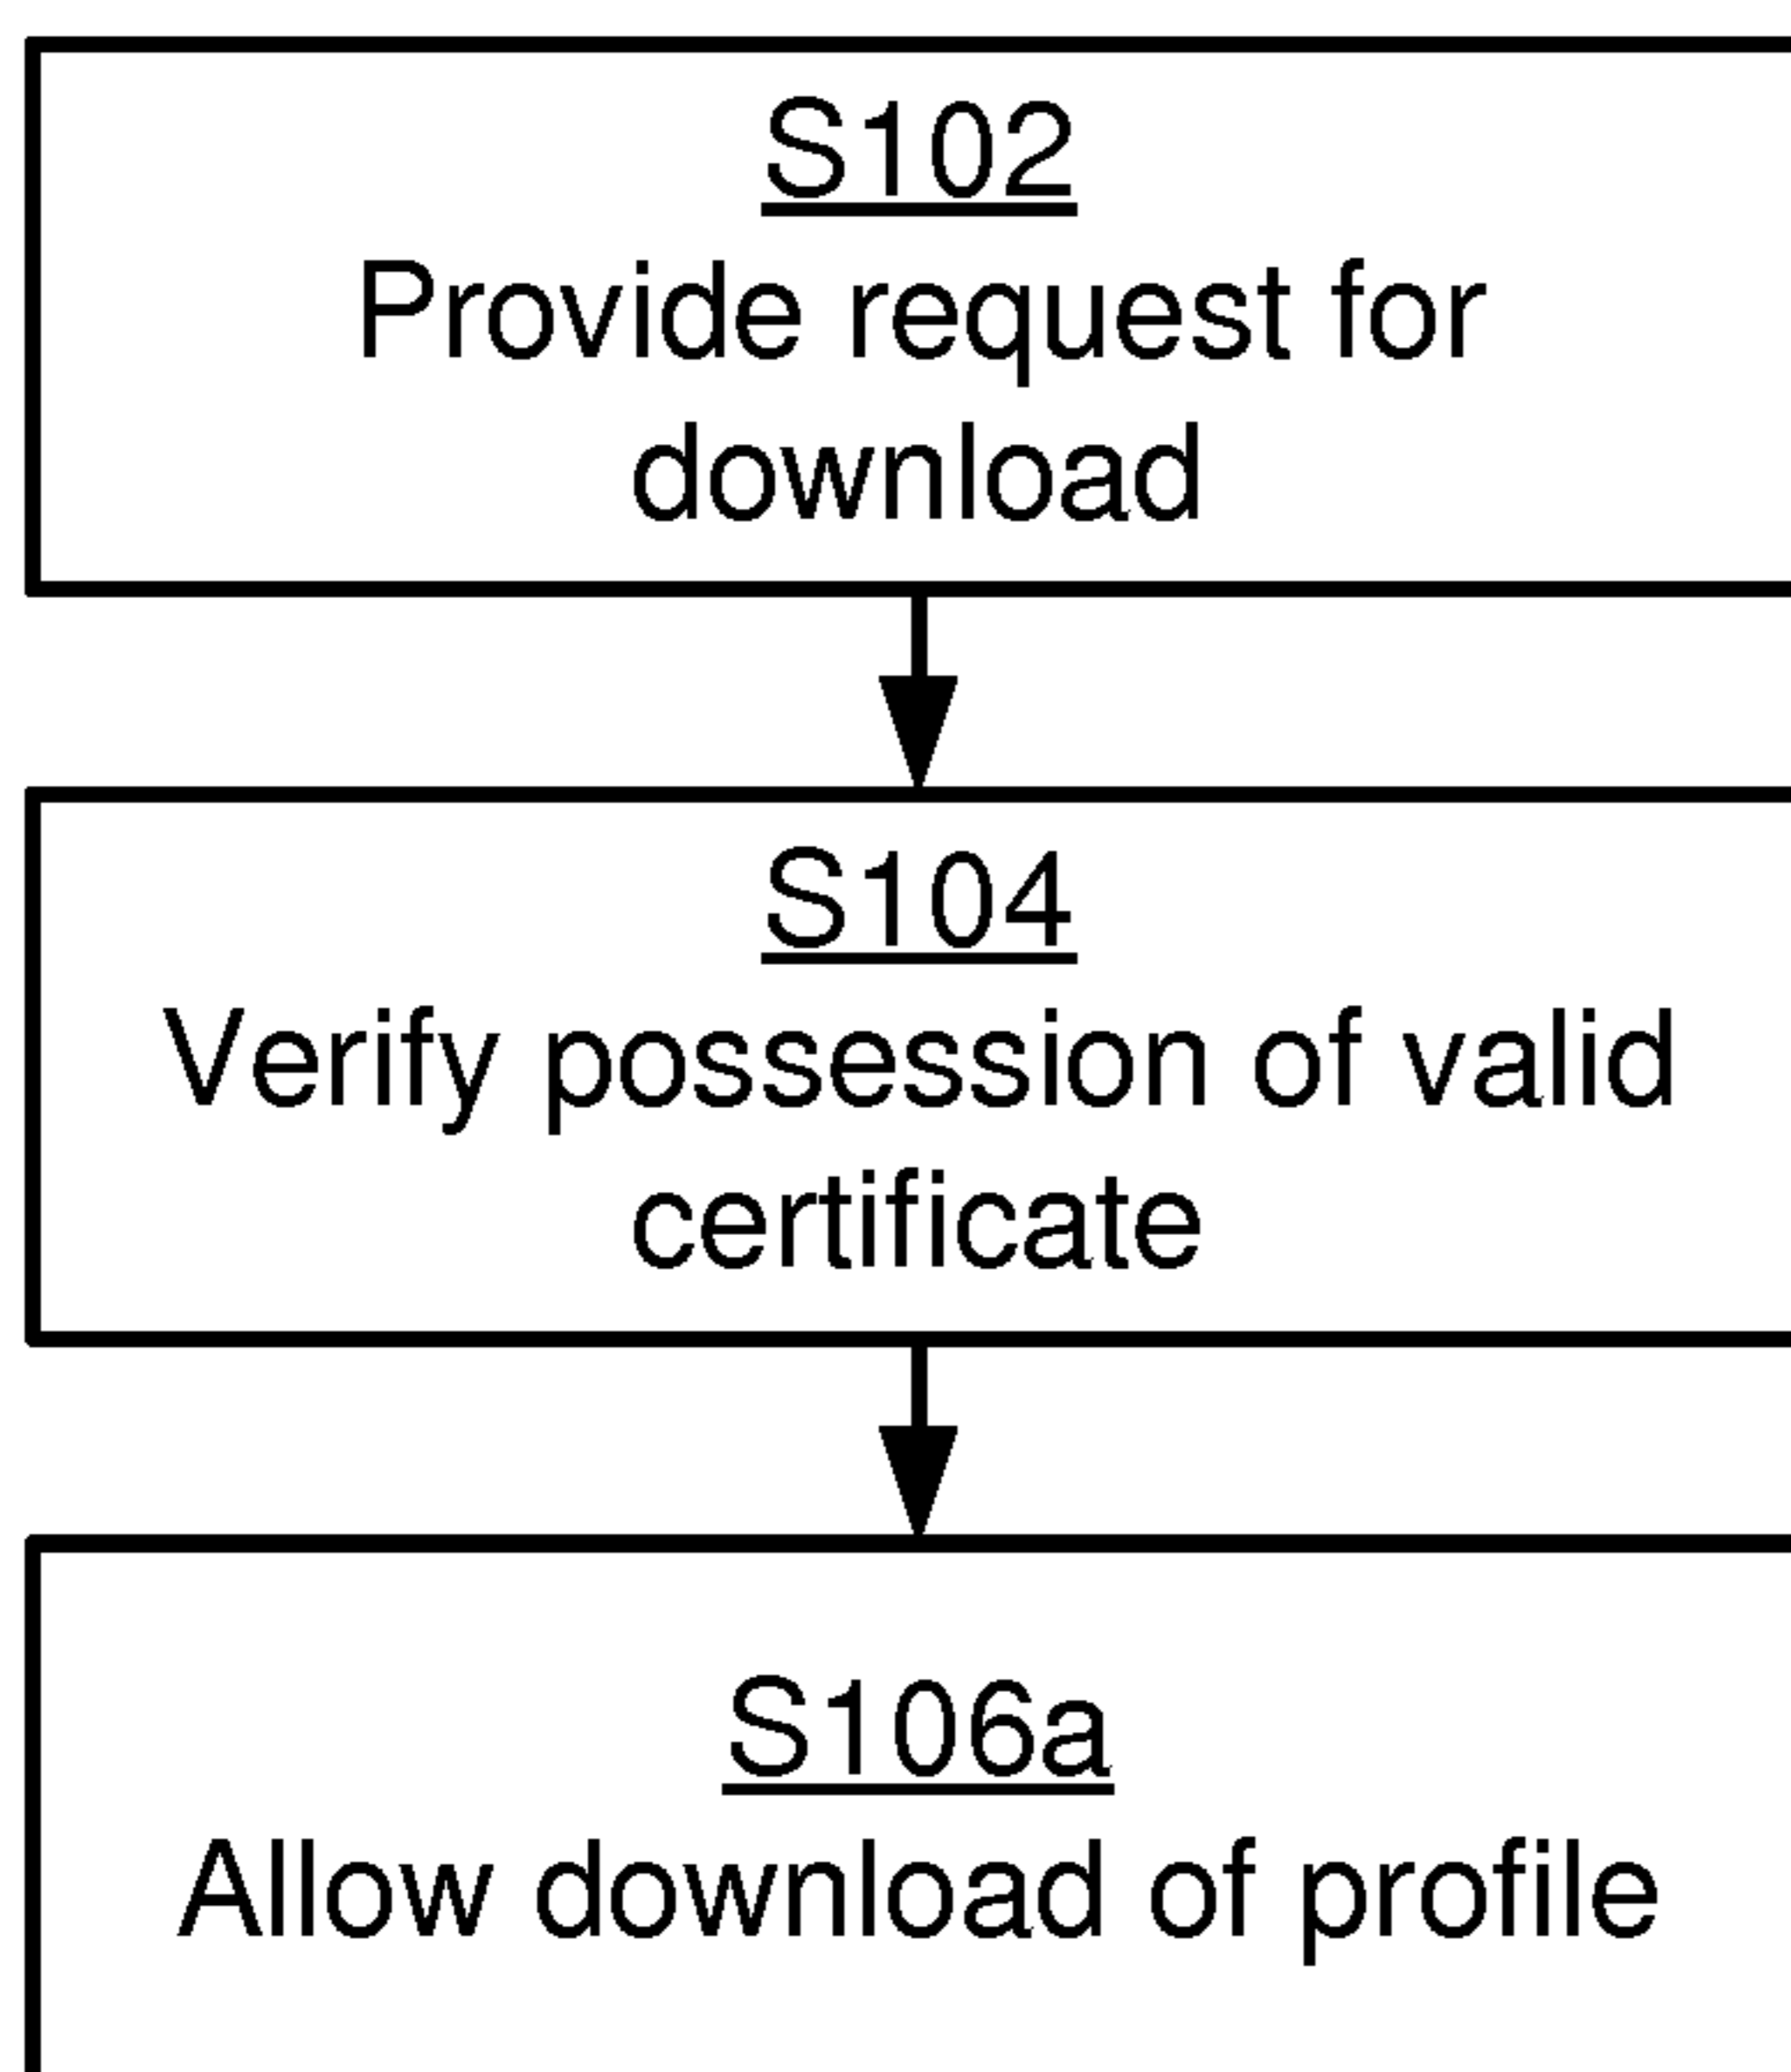 S102
Provide request for
download
S104
Verify possession of valid
certificate
S106a
Allow download of profile